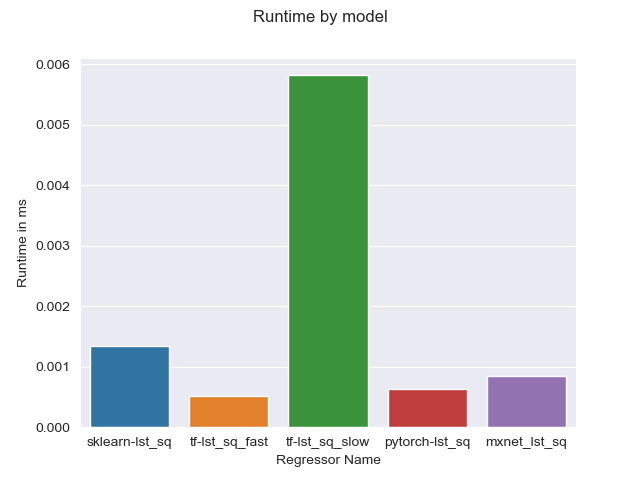 Runtime by model
0.006
0.005
0.004
0.003
0.002
0.001
0.000
Runtime in ms
sklearn-lst_sq tf-lst_sq_fast tf-lst_sq_slow pytorch-lst_sq mxnet_lst_sq
Regressor Name